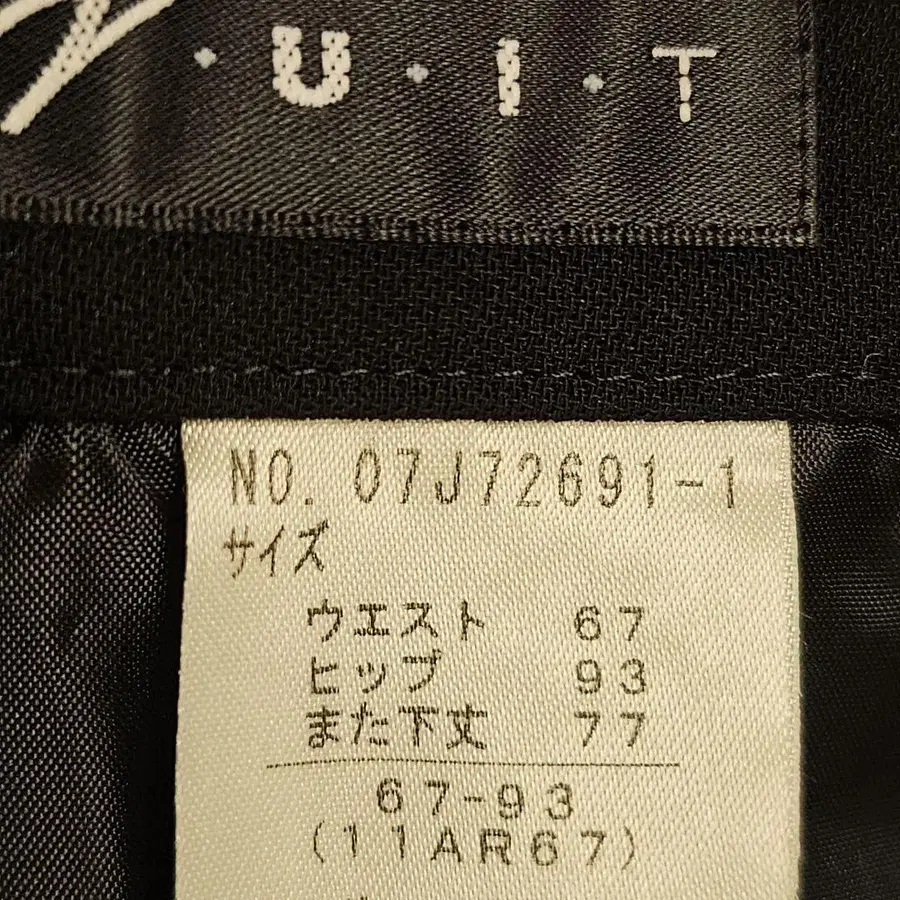 ・U・I・T
NO. 07J72691-1
サイズ
ウエスト 67
ヒップ 93
また下丈 77
67-93
(11AR67)